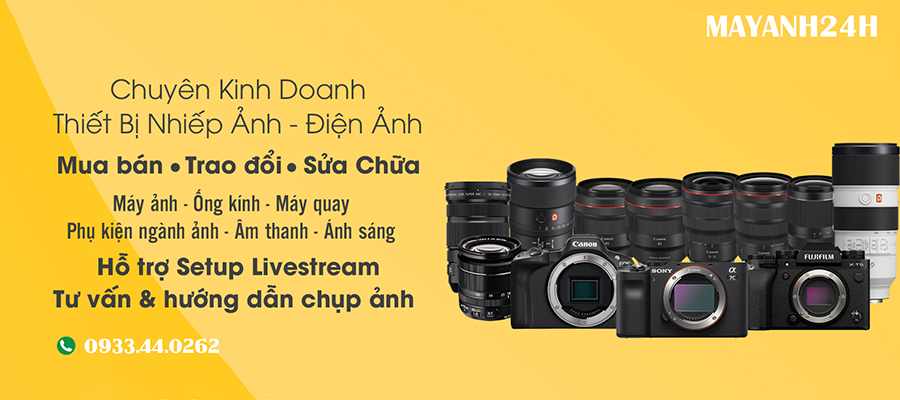 MAYANH24H
Chuyên Kinh Doanh
Thiết Bị Nhiếp Ảnh - Điện Ảnh
Mua bán • Trao đổi • Sửa Chữa
Máy ảnh - Ống kính - Máy quay
Phụ kiện ngành ảnh - Âm thanh - Ánh sáng
Hỗ trợ Setup Livestream
Tư vấn & hướng dẫn chụp ảnh
0933.44.0262
Canon
SONY
α
7C
FUJIFILM